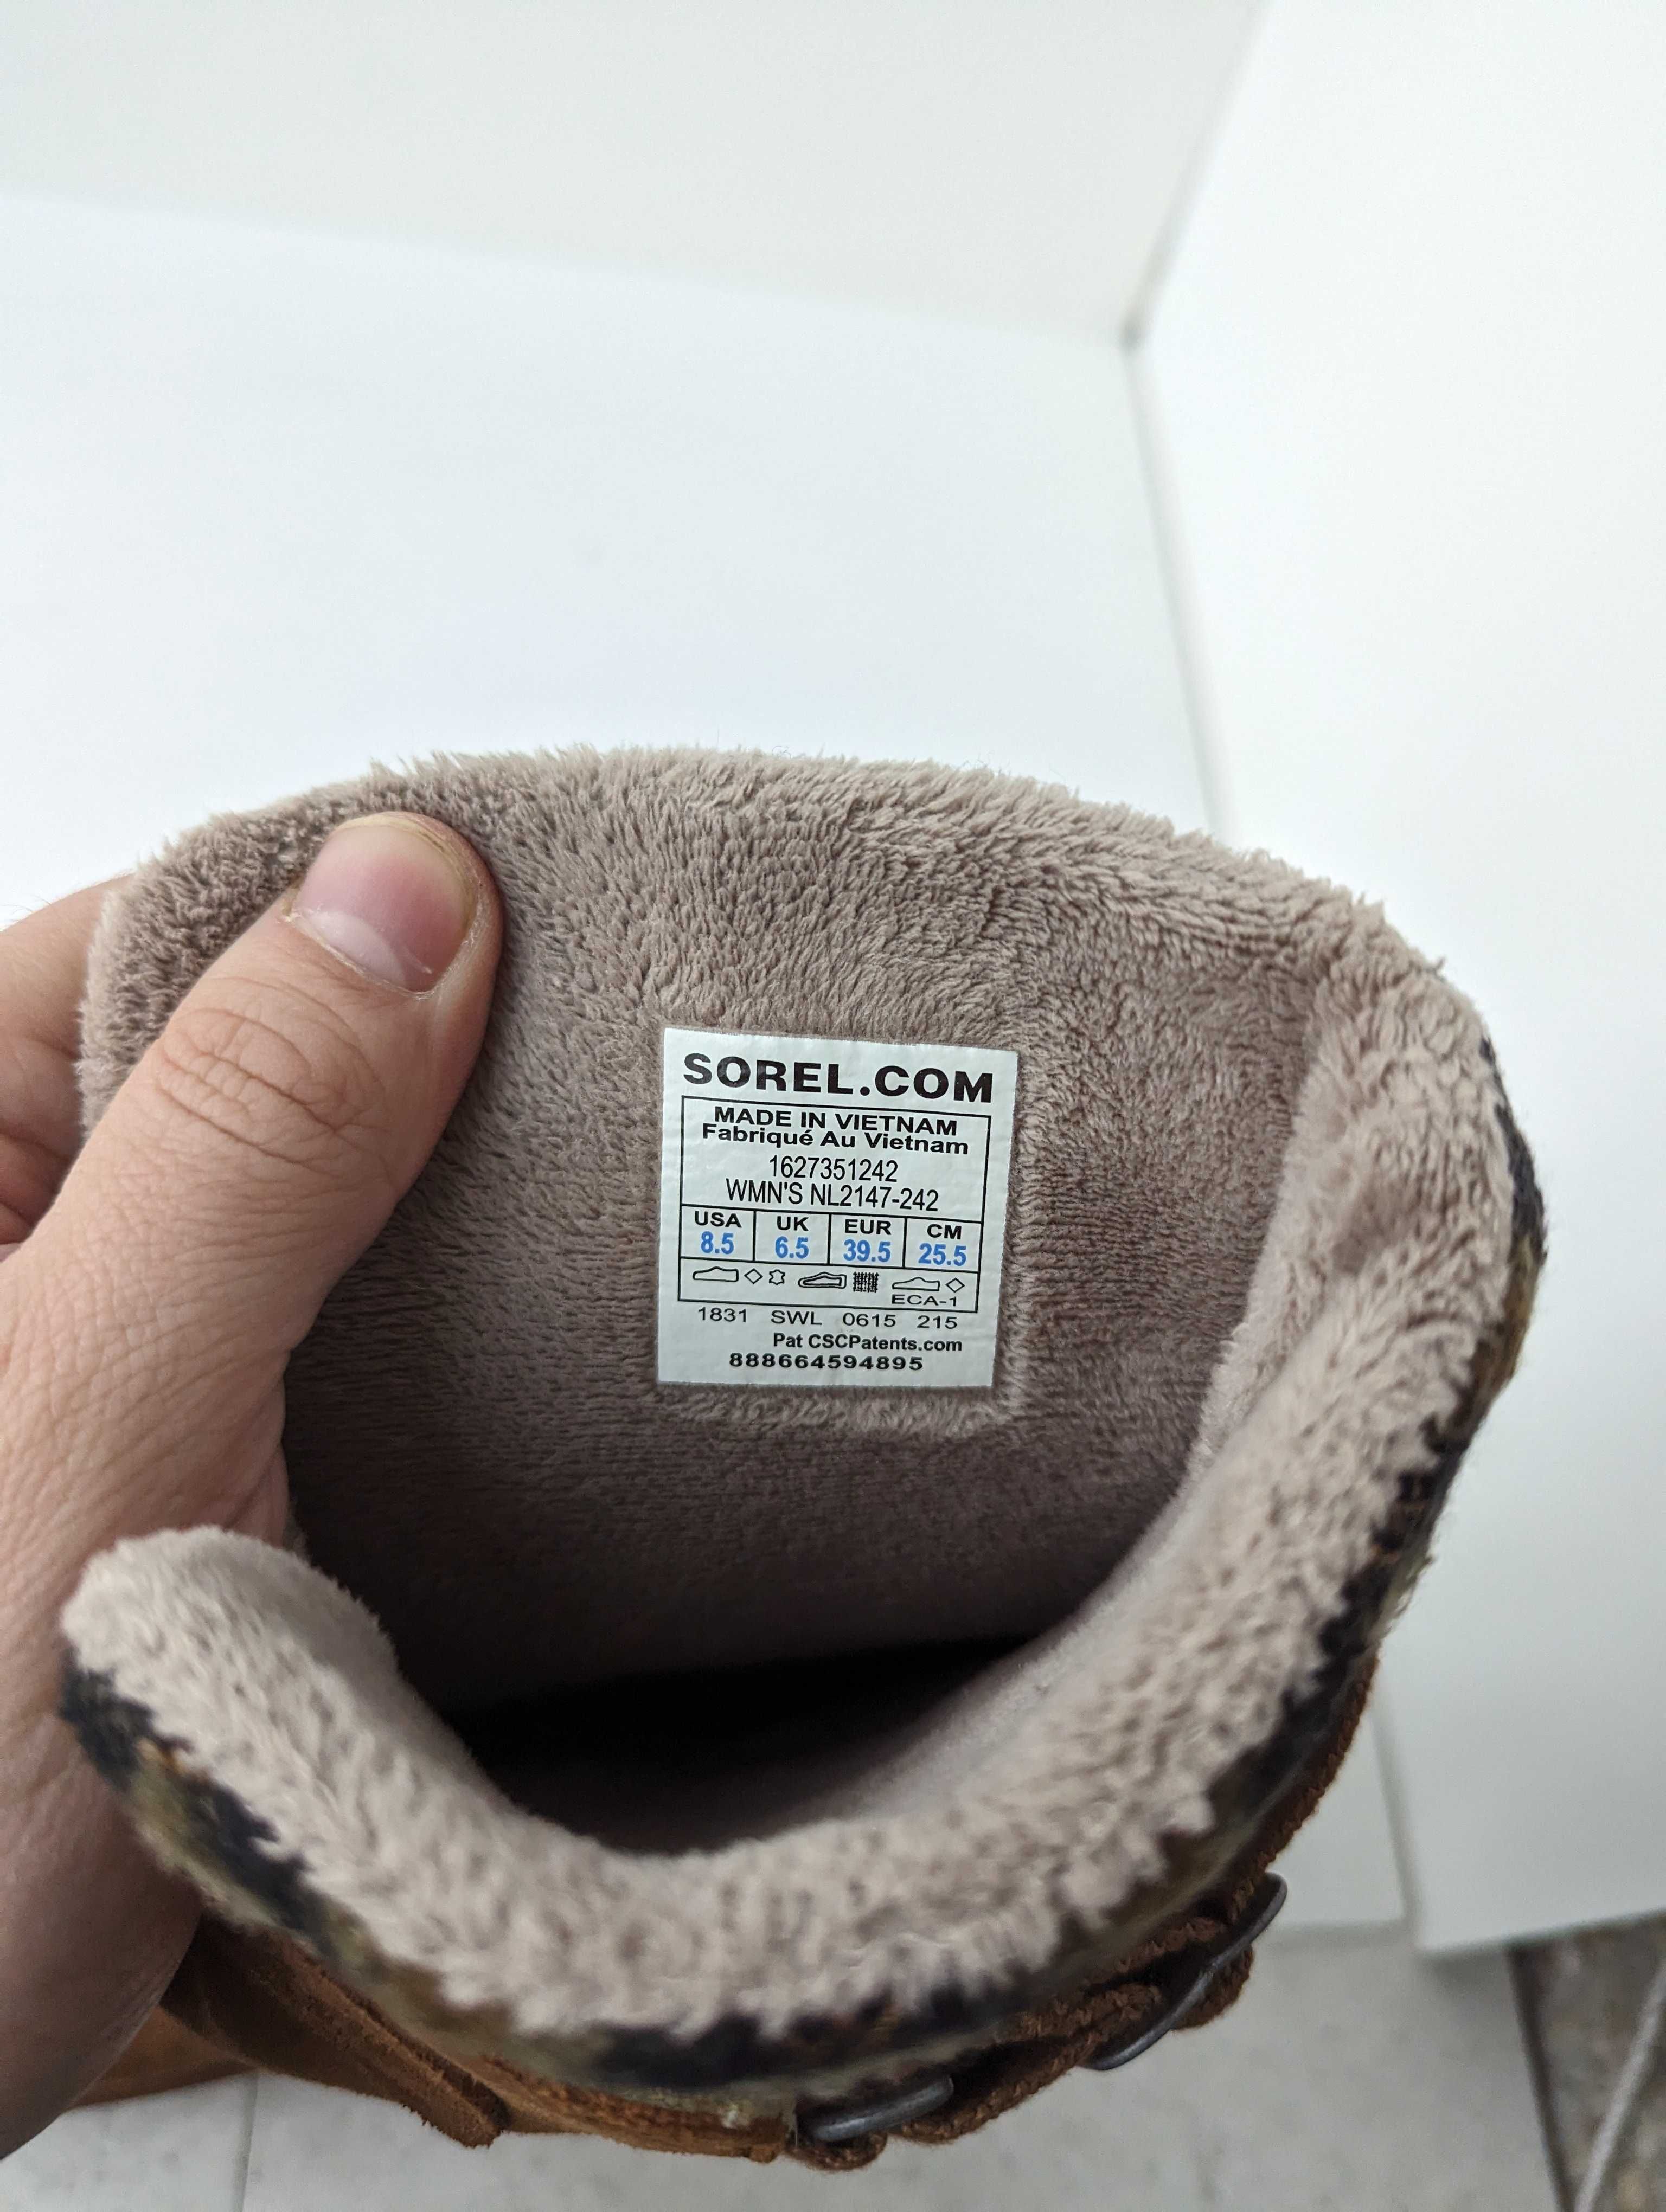 SOREL.COM
MADE IN VIETNAM
Fabriqué Au Vietnam
1627351242
WMN'S NL2147-242
USA UK EUR CM
8.5 6.5 39.5 25.5
ECA-1
1831 SWL 0615 215
Pat CSCPatents.com
888664594895